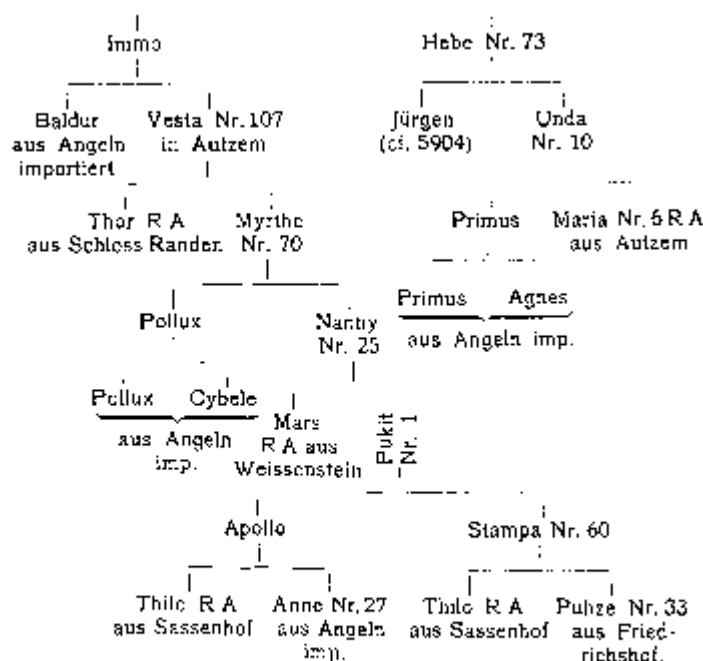 Immo Hebe Nr. 73
Baldur Vesta Nr. 107 Jürgen Unda
aus Angeln in Autzem (cf. 5904) Nr. 10
importiert
Thor R A Myrthe Primus Maria Nr. 6 R A
aus Schloss Randen Nr. 70 aus Autzem
Primus Agnes
Pollux Nanny aus Angeln imp.
Nr. 25
Pollux Cybele Mars Pukit
aus Angeln R A aus Nr. 1
imp. Weissenstein
Apollo Stampa Nr. 60
Thilo R A Anne Nr. 27 Thilo R A Puhze Nr. 33
aus Sassenhof aus Angeln aus Sassenhof aus Fried-
imp. richshof.